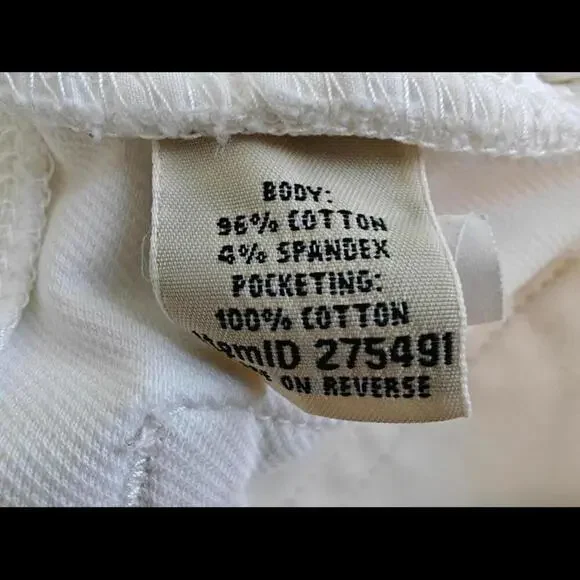 BODY:
96% COTTON
4% SPANDEX
POCKETING:
100% COTTON
ItemID 275491
ON REVERSE